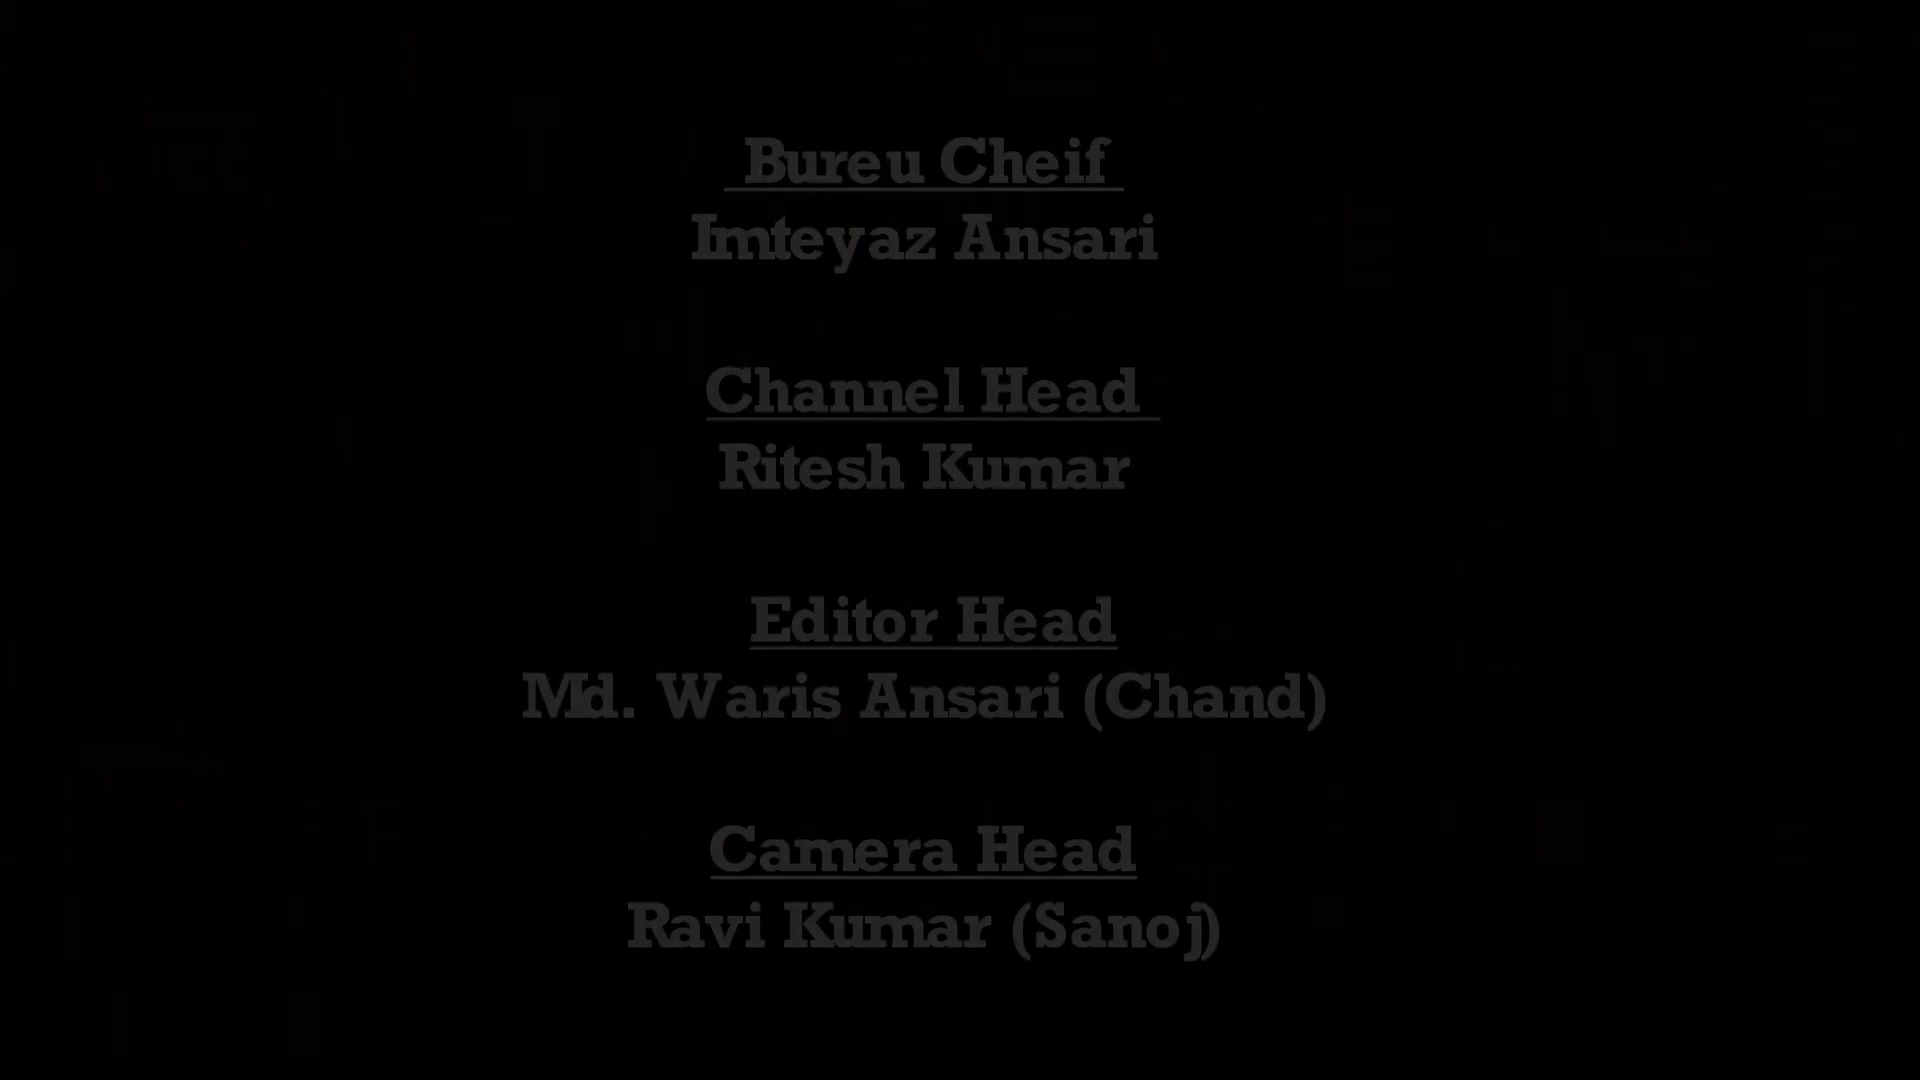 Bureu Cheif
Imteyaz Ansari
Channel Head
Ritesh Kumar
Editor Head
Md. Waris Ansari (Chand)
Camera Head
Ravi Kumar (Sanoj)